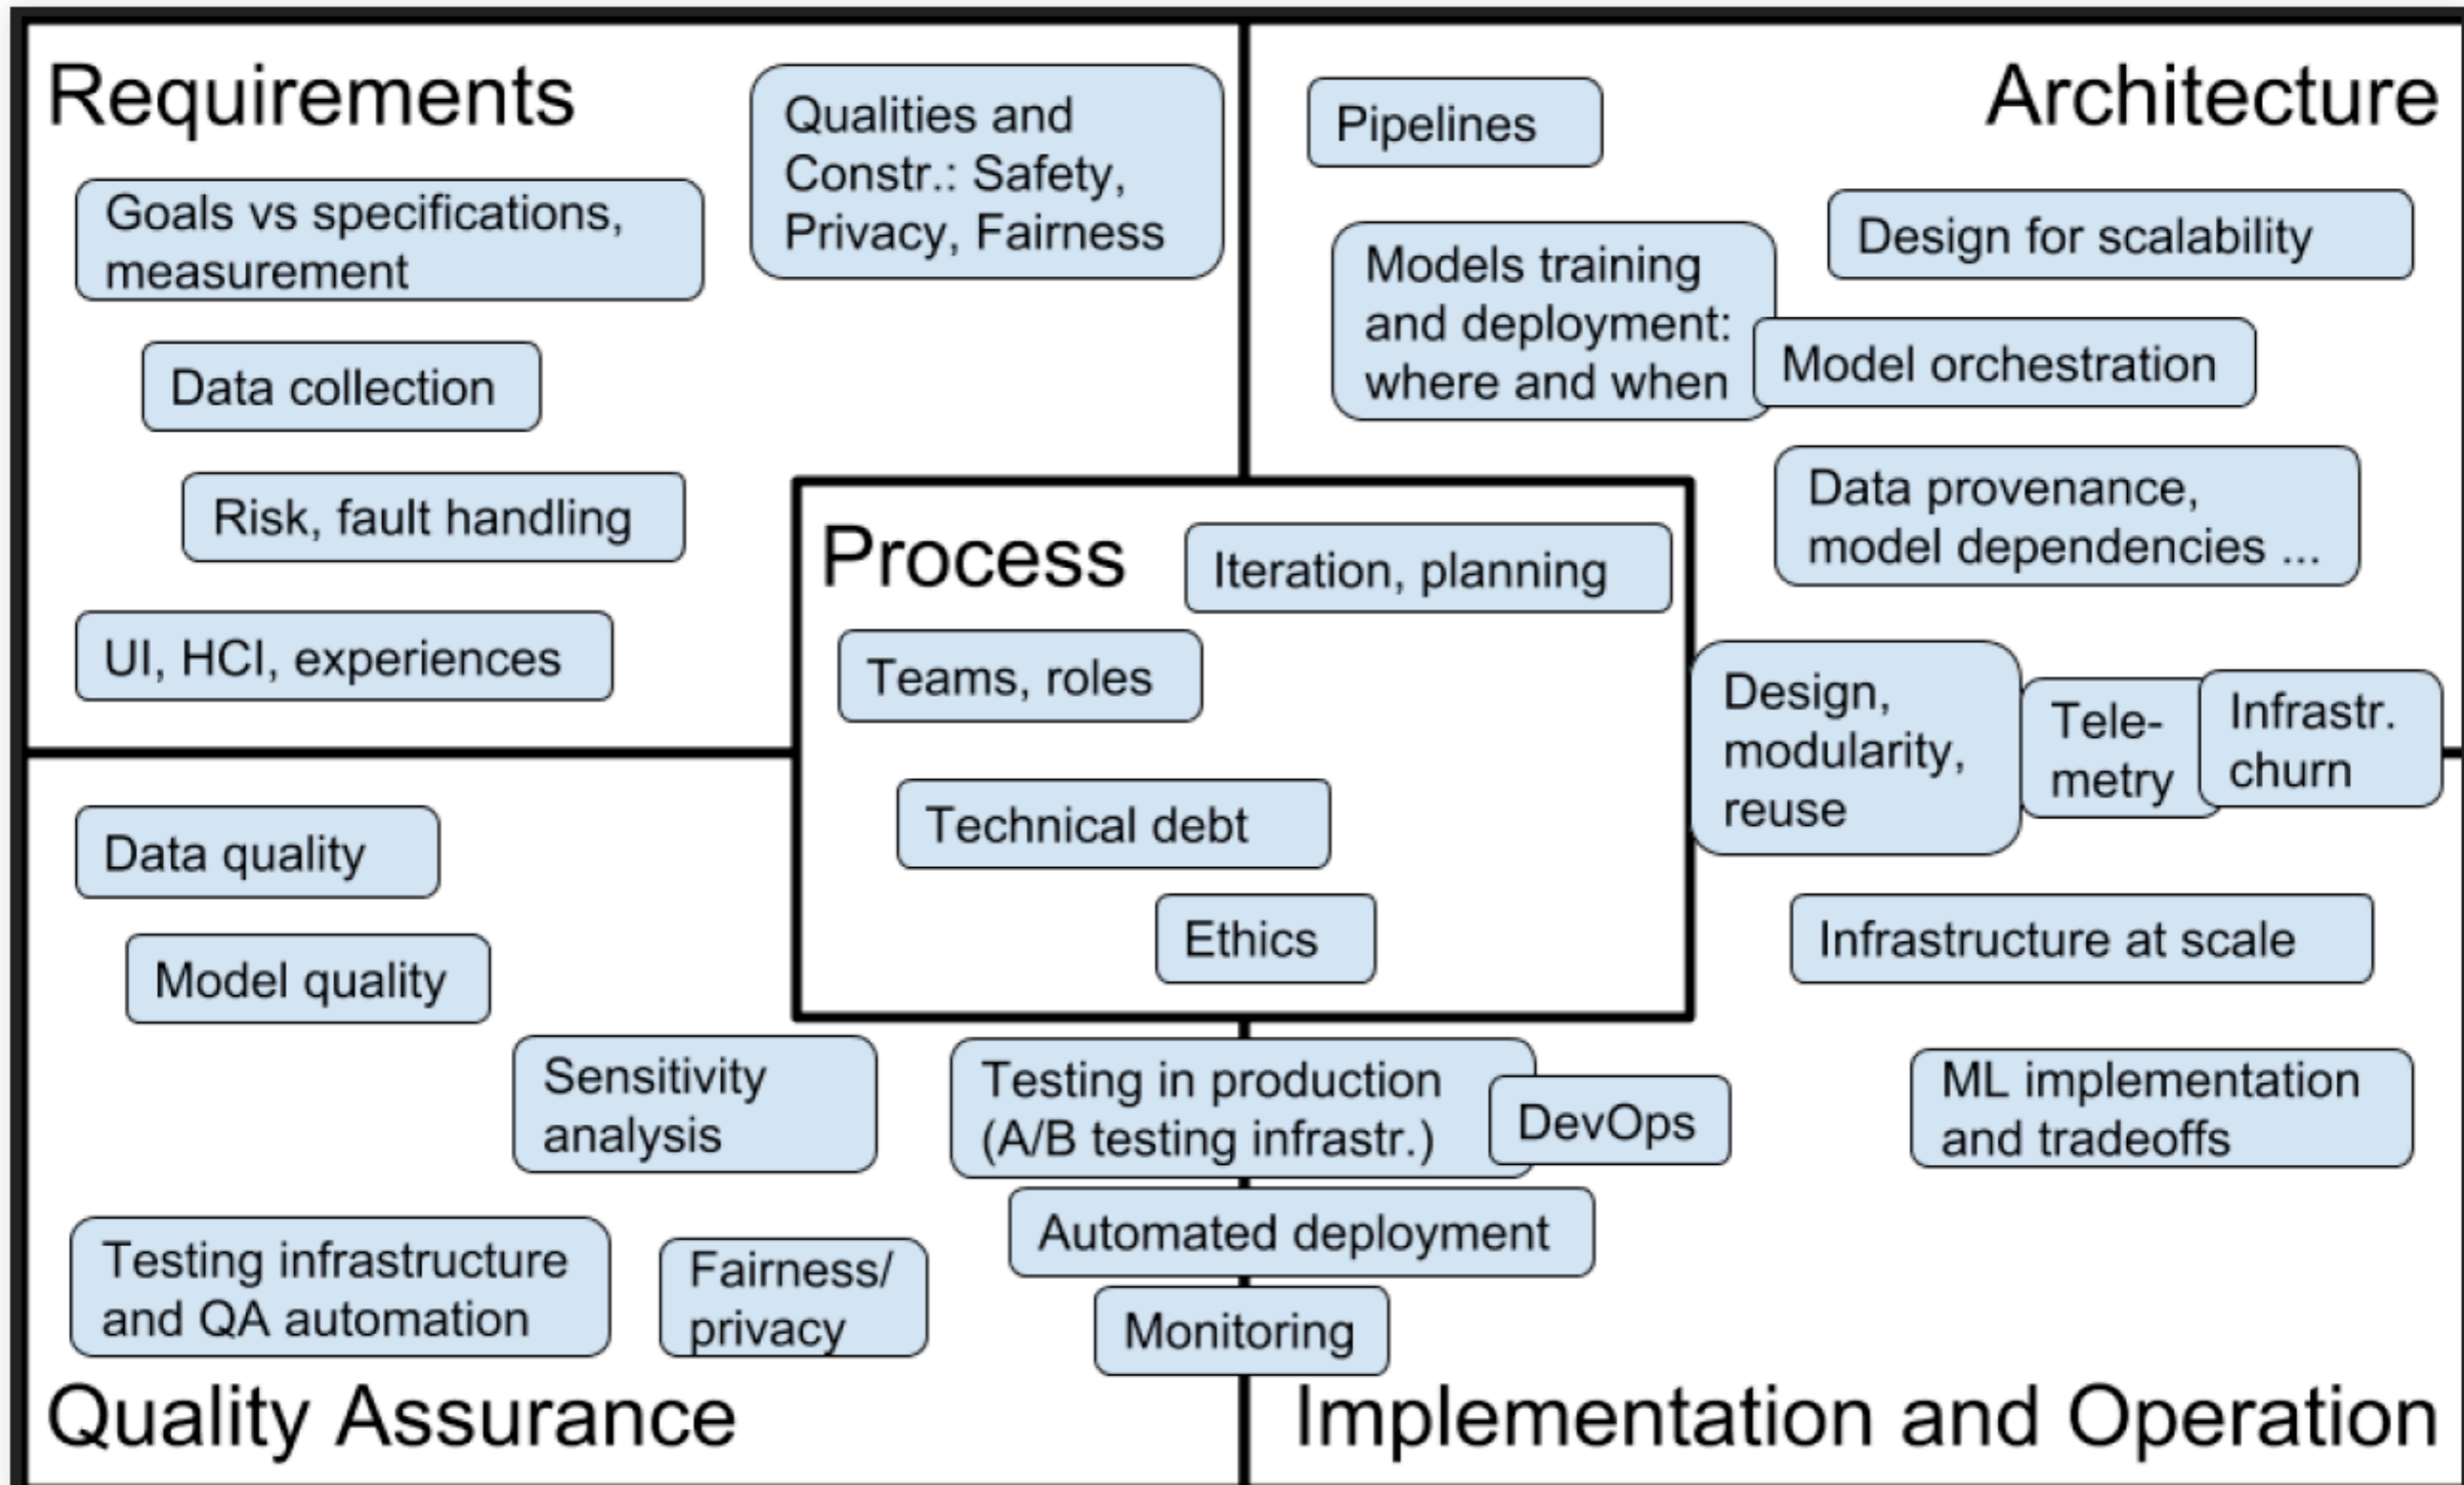 Requirements
Qualities and
Constr.: Safety,
Privacy, Fairness
Goals vs specifications,
measurement
Data collection
Risk, fault handling
UI, HCI, experiences
Architecture
Pipelines
Design for scalability
Models training
and deployment:
where and when
Model orchestration
Data provenance,
model dependencies ...
Process
Iteration, planning
Teams, roles
Technical debt
Ethics
Design,
modularity,
reuse
Tele-
metry
Infrastr.
churn
Data quality
Model quality
Sensitivity
analysis
Testing infrastructure
and QA automation
Fairness/
privacy
Quality Assurance
Testing in production
(A/B testing infrastr.)
DevOps
Automated deployment
Monitoring
Infrastructure at scale
ML implementation
and tradeoffs
Implementation and Operation